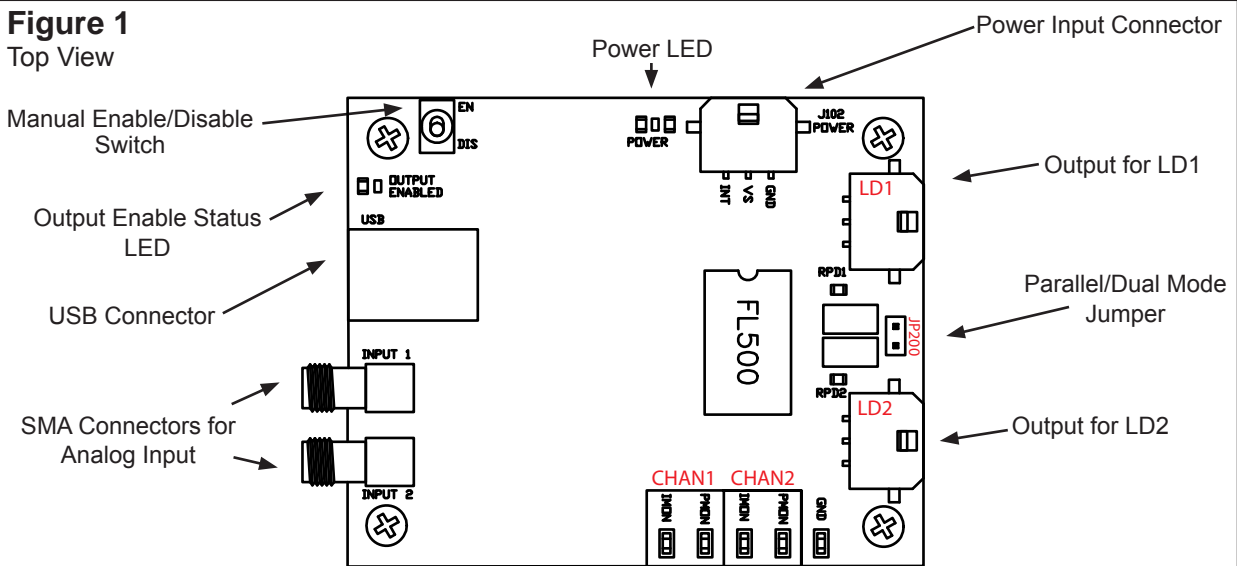 Figure 1
Top View
Power LED
Power Input Connector
Manual Enable/Disable
Switch
EN
DIS
POWER
J102
POWER
INT
VS
GND
LD1
Output for LD1
OUTPUT
ENABLED
Output Enable Status
LED
USB
USB Connector
RPD1
FL500
JP200
Parallel/Dual Mode
Jumper
INPUT 1
RPD2
LD2
Output for LD2
SMA Connectors for
Analog Input
INPUT 2
CHAN1
CHAN2
IMON
PMON
IMON
PMON
GND